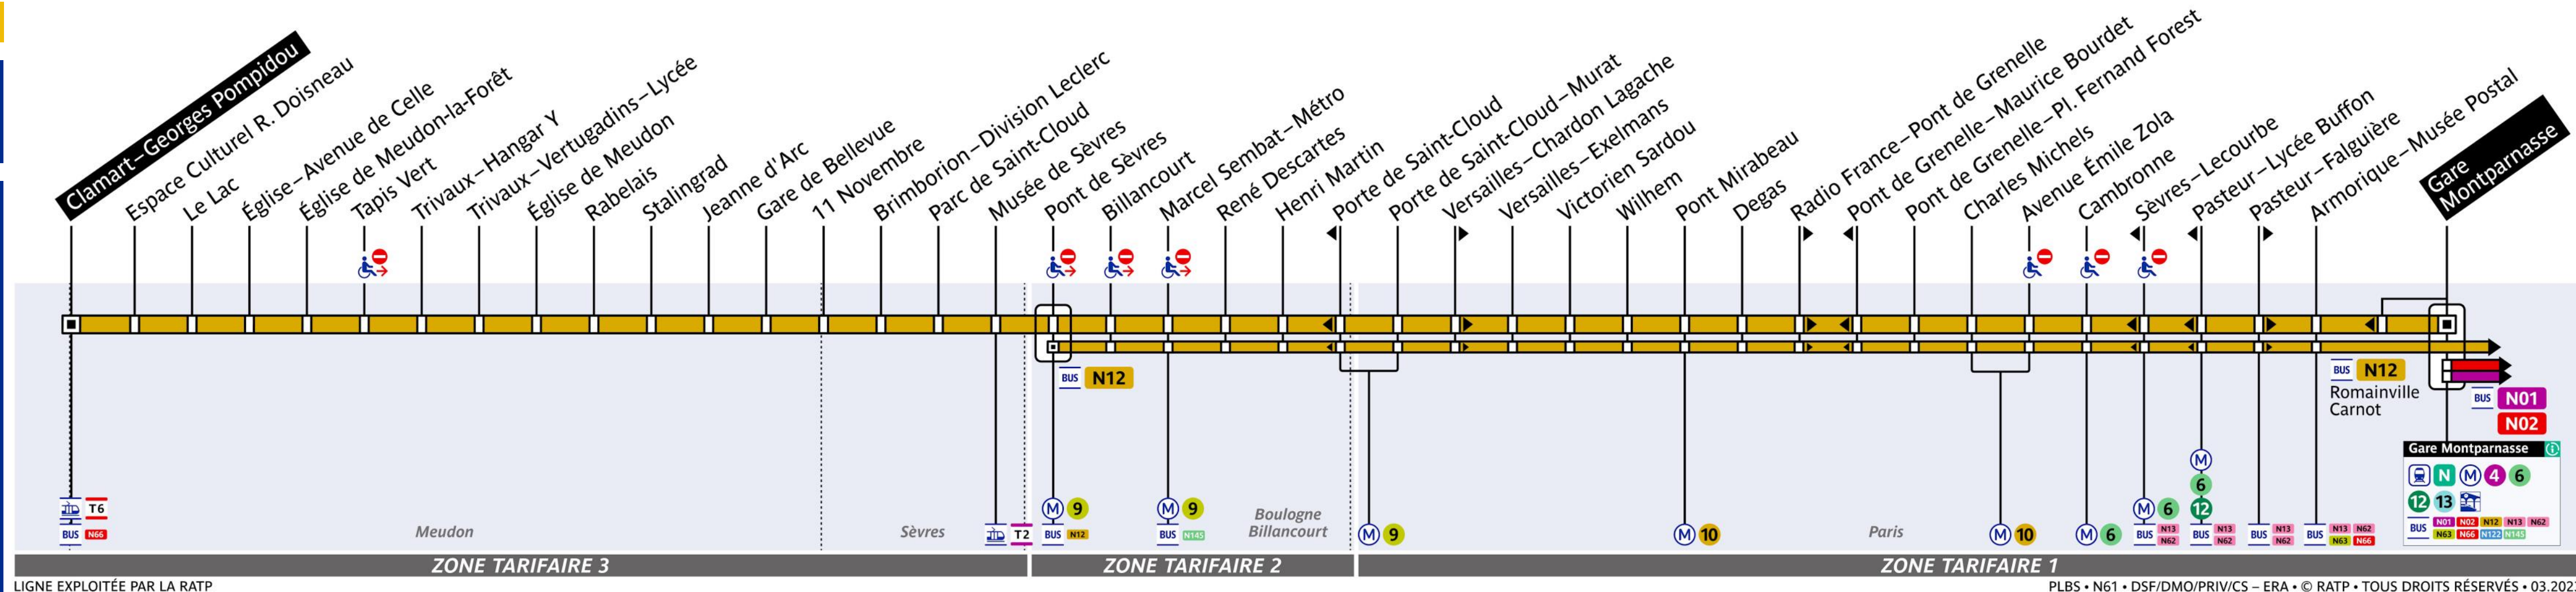 Clamart–Georges Pompidou
Espace Culturel R. Doisneau
Le Lac
Église–Avenue de Celle
Église de Meudon-la-Forêt
Tapis Vert
Trivaux–Hangar Y
Trivaux–Vertugadins–Lycée
Église de Meudon
Rabelais
Stalingrad
Jeanne d'Arc
Gare de Bellevue
11 Novembre
Brimborion–Division Leclerc
Parc de Saint-Cloud
Musée de Sèvres
Pont de Sèvres
Billancourt
Marcel Sembat–Métro
René Descartes
Henri Martin
Porte de Saint-Cloud
Porte de Saint-Cloud–Murat
Versailles–Chardon Lagache
Versailles–Exelmans
Victorien Sardou
Wilhem
Pont Mirabeau
Degas
Radio France–Pont de Grenelle
Pont de Grenelle–Maurice Bourdet
Pont de Grenelle–Pl. Fernand Forest
Charles Michels
Avenue Émile Zola
Cambronne
Sèvres–Lecourbe
Pasteur–Lycée Buffon
Pasteur–Falguière
Armorique–Musée Postal
Gare
Montparnasse
BUS N12
BUS N12
Romainville
Carnot
BUS N01
N02
T6
BUS N66
Meudon
Sèvres
T2
M 9
BUS N12
M 9
BUS N145
Boulogne
Billancourt
M 9
M 10
Paris
M 10
M 6
M 6
BUS N13
N62
M
6
12
BUS N13
N62
BUS N13
N62
BUS N13 N62
N63 N66
Gare Montparnasse i
N M 4 6
12 13
BUS N01 N02 N12 N13 N62
N63 N66 N122 N145
ZONE TARIFAIRE 3
ZONE TARIFAIRE 2
ZONE TARIFAIRE 1
LIGNE EXPLOITÉE PAR LA RATP
PLBS • N61 • DSF/DMO/PRIV/CS – ERA • © RATP • TOUS DROITS RÉSERVÉS •